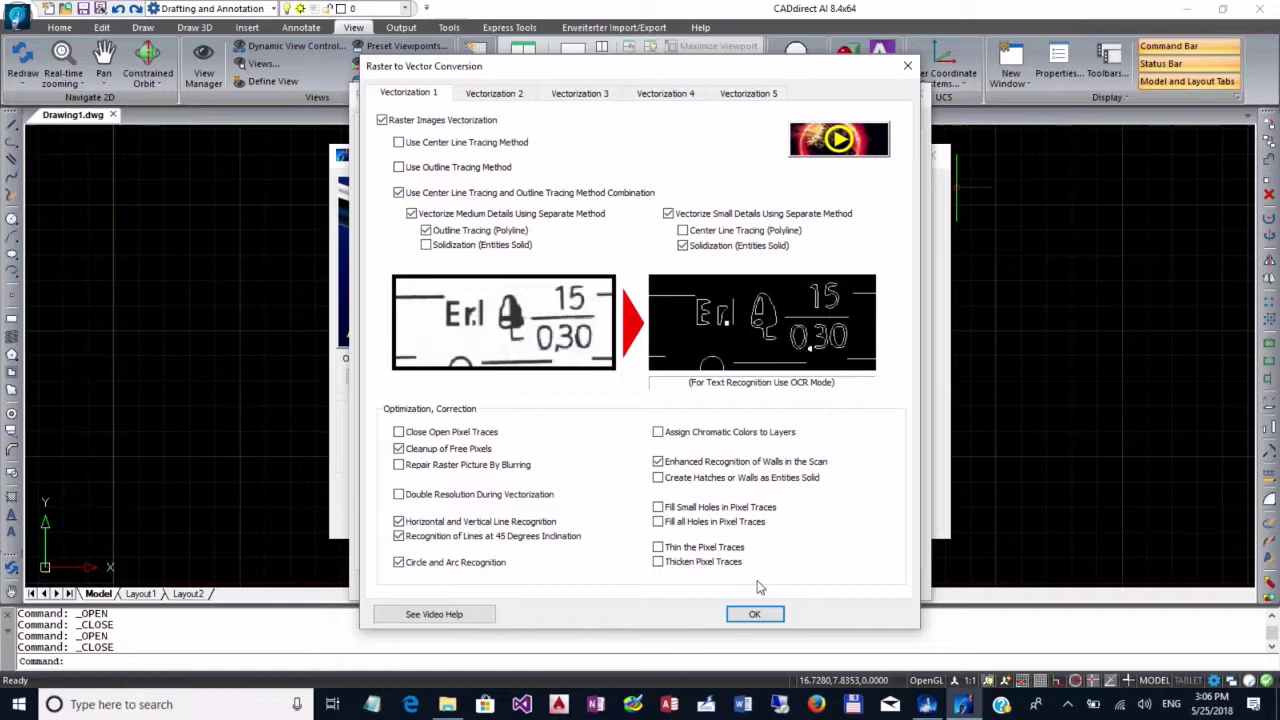 Drafting and Annotation
0
CADdirect AI 8.4x64
Home
Draw
Draw 3D
Insert
Annotate
View
Output
Tools
Express Tools
Erweiterter Import/Export
Help
Redraw
Real-time zooming
Pan
Constrained Orbit
Navigate 2D
View Manager
Dynamic View Control...
Views...
Define View
Views
Preset Viewpoints...
Maximize Viewport
UCS
New Window
Properties...
Toolbars...
Command Bar
Status Bar
Model and Layout Tabs
Display
Drawing1.dwg
Raster to Vector Conversion
Vectorization 1
Vectorization 2
Vectorization 3
Vectorization 4
Vectorization 5
Raster Images Vectorization
Use Center Line Tracing Method
Use Outline Tracing Method
Use Center Line Tracing and Outline Tracing Method Combination
Vectorize Medium Details Using Separate Method
Vectorize Small Details Using Separate Method
Outline Tracing (Polyline)
Center Line Tracing (Polyline)
Solidization (Entities Solid)
Solidization (Entities Solid)
Er.l 15
0,30
Er.l 15
0,30
(For Text Recognition Use OCR Mode)
Optimization, Correction
Close Open Pixel Traces
Assign Chromatic Colors to Layers
Cleanup of Free Pixels
Enhanced Recognition of Walls in the Scan
Repair Raster Picture By Blurring
Create Hatches or Walls as Entities Solid
Double Resolution During Vectorization
Fill Small Holes in Pixel Traces
Horizontal and Vertical Line Recognition
Fill all Holes in Pixel Traces
Recognition of Lines at 45 Degrees Inclination
Thin the Pixel Traces
Circle and Arc Recognition
Thicken Pixel Traces
See Video Help
OK
Y
X
Model
Layout1
Layout2
Command: _OPEN
Command: _CLOSE
Command: _OPEN
Command: _CLOSE
Command:
16.7280,7.8353,0.0000
OpenGL
1:1
MODEL
TABLET
Type here to search
ENG
3:06 PM
5/25/2018